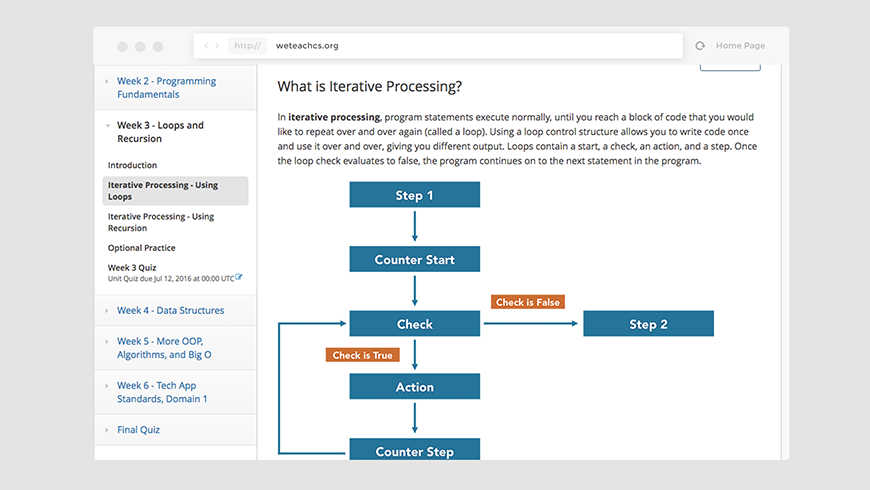 http:// weteachcs.org Home Page
Week 2 - Programming
Fundamentals
Week 3 - Loops and
Recursion
Introduction
Iterative Processing - Using
Loops
Iterative Processing - Using
Recursion
Optional Practice
Week 3 Quiz
Unit Quiz due Jul 12, 2016 at 00:00 UTC
Week 4 - Data Structures
Week 5 - More OOP,
Algorithms, and Big O
Week 6 - Tech App
Standards, Domain 1
Final Quiz
What is Iterative Processing?
In iterative processing, program statements execute normally, until you reach a block of code that you would
like to repeat over and over again (called a loop). Using a loop control structure allows you to write code once
and use it over and over, giving you different output. Loops contain a start, a check, an action, and a step. Once
the loop check evaluates to false, the program continues on to the next statement in the program.
Step 1
Counter Start
Check is False
Check
Step 2
Check is True
Action
Counter Step